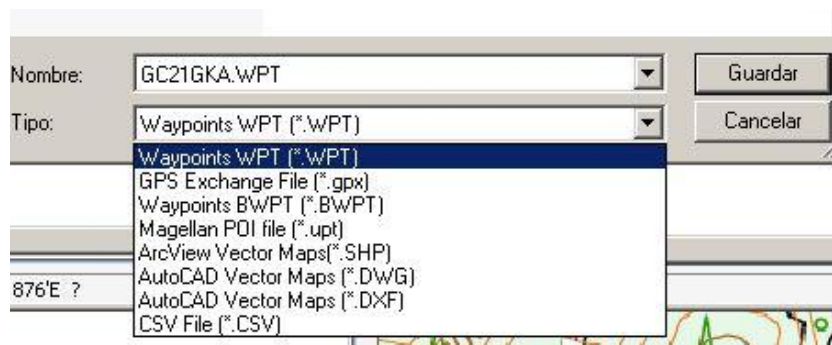 Nombre: GC21GKA.WPT Guardar
Tipo: Waypoints WPT (*.WPT) Cancelar
Waypoints WPT (*.WPT)
GPS Exchange File (*.gpx)
Waypoints BWPT (*.BWPT)
Magellan POI file (*.upt)
ArcView Vector Maps(*.SHP)
AutoCAD Vector Maps (*.DWG)
876'E ?
AutoCAD Vector Maps (*.DXF)
CSV File (*.CSV)